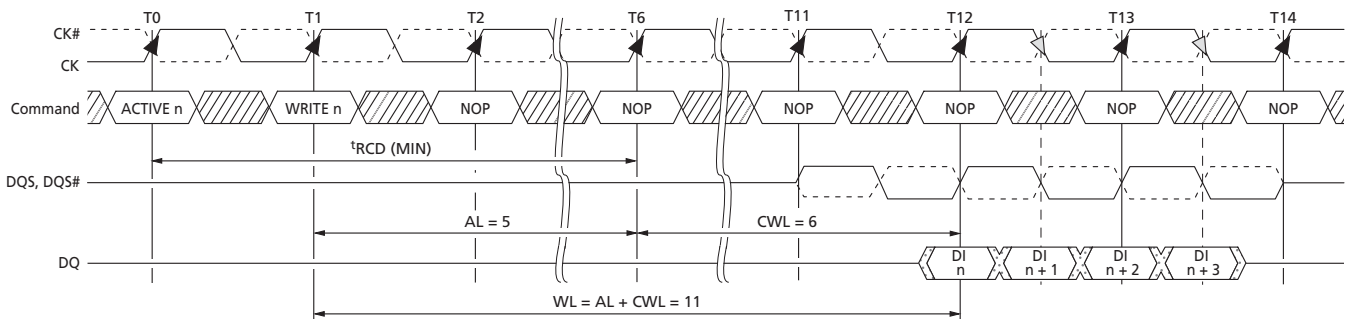 T0 T1 T2 T6 T11 T12 T13 T14
CK#
CK
Command ACTIVE n WRITE n NOP NOP NOP NOP NOP NOP
tRCD (MIN)
DQS, DQS#
AL = 5 CWL = 6
DQ DI n DI n + 1 DI n + 2 DI n + 3
WL = AL + CWL = 11